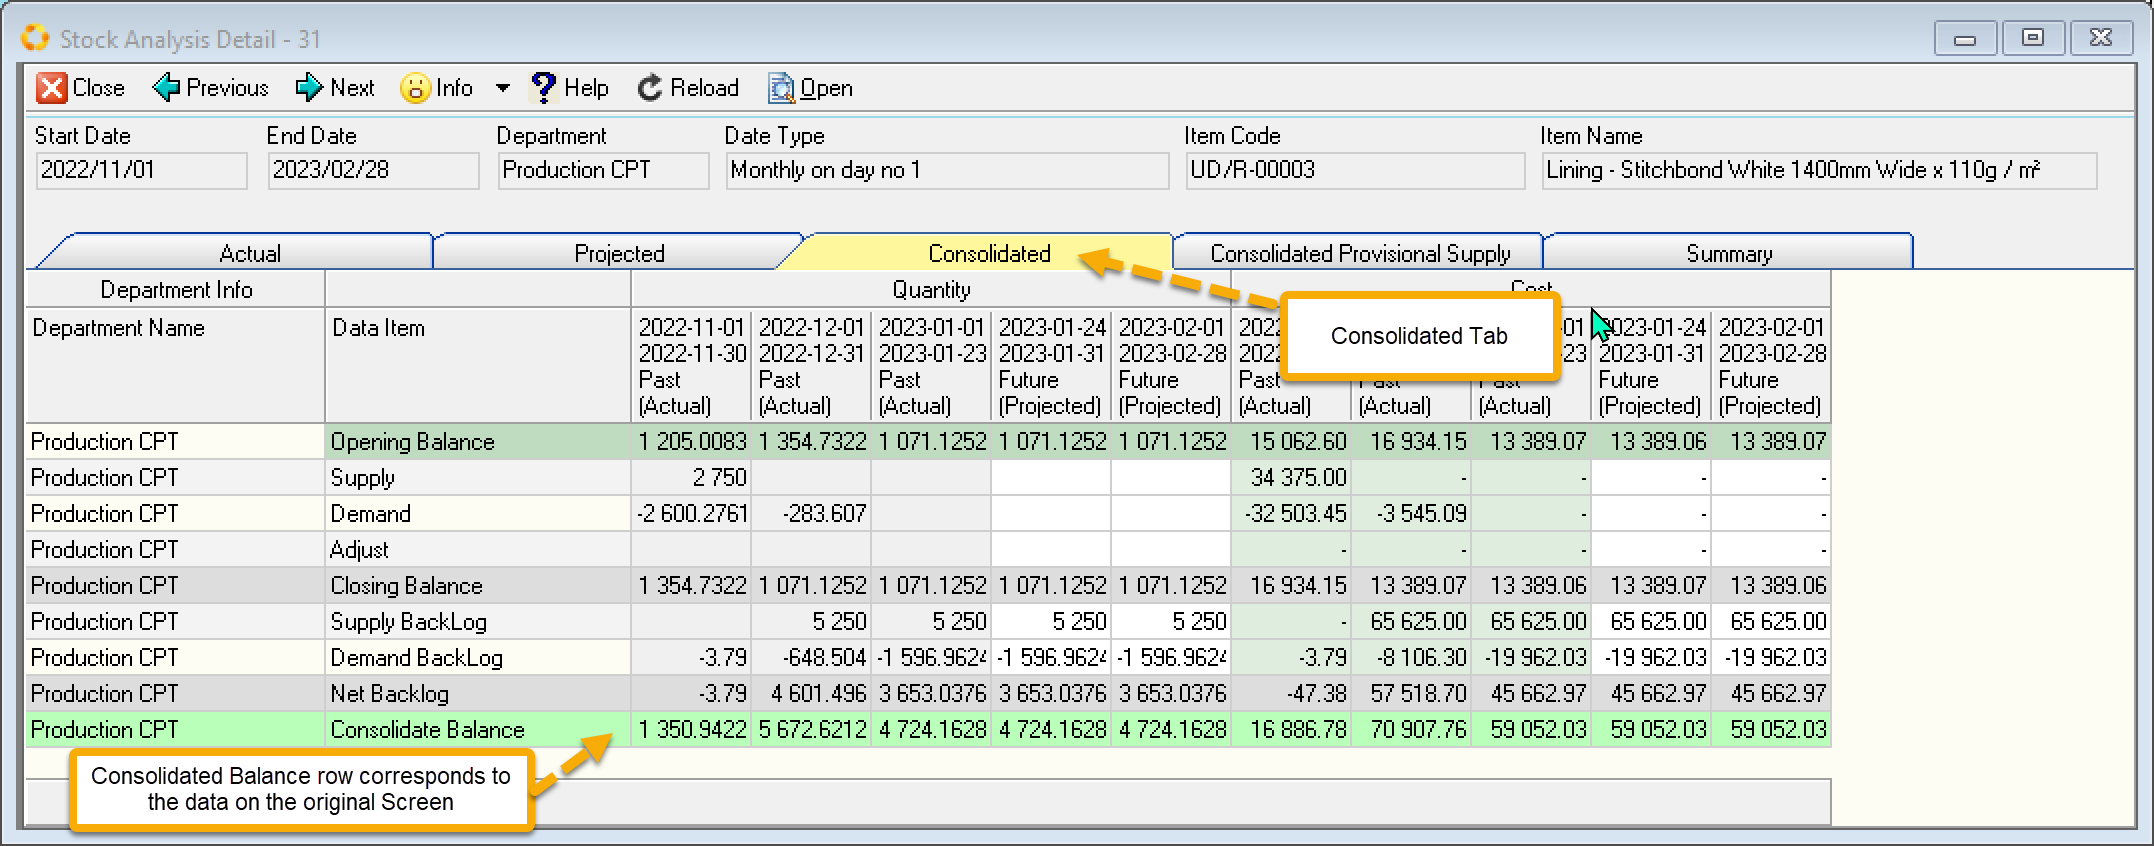 Stock Analysis Detail - 31
Close Previous Next Info Help Reload Open
Start Date End Date Department Date Type Item Code Item Name
2022/11/01 2023/02/28 Production CPT Monthly on day no 1 UD/R-00003 Lining - Stitchbond White 1400mm Wide x 110g / m²
Actual Projected Consolidated Consolidated Provisional Supply Summary
Department Info Quantity Cost
Department Name Data Item 2022-11-01 2022-12-01 2023-01-01 2023-01-24 2023-02-01 2022 01 2023-01-24 2023-02-01
2022-11-30 2022-12-31 2023-01-23 2023-01-31 2023-02-28 2022 23 2023-01-31 2023-02-28
Past Past Past Future Future Past Past Past Future Future
(Actual) (Actual) (Actual) (Projected) (Projected) (Actual) (Actual) (Actual) (Projected) (Projected)
Consolidated Tab
Production CPT Opening Balance 1 205.0083 1 354.7322 1 071.1252 1 071.1252 1 071.1252 15 062.60 16 934.15 13 389.07 13 389.06 13 389.07
Production CPT Supply 2 750 34 375.00 - - - -
Production CPT Demand -2 600.2761 -283.607 -32 503.45 -3 545.09 - - -
Production CPT Adjust - - - - -
Production CPT Closing Balance 1 354.7322 1 071.1252 1 071.1252 1 071.1252 1 071.1252 16 934.15 13 389.07 13 389.06 13 389.07 13 389.06
Production CPT Supply BackLog 5 250 5 250 5 250 5 250 - 65 625.00 65 625.00 65 625.00 65 625.00
Production CPT Demand BackLog -3.79 -648.504 -1 596.9624 -1 596.9624 -1 596.9624 -3.79 -8 106.30 -19 962.03 -19 962.03 -19 962.03
Production CPT Net Backlog -3.79 4 601.496 3 653.0376 3 653.0376 3 653.0376 -47.38 57 518.70 45 662.97 45 662.97 45 662.97
Production CPT Consolidate Balance 1 350.9422 5 672.6212 4 724.1628 4 724.1628 4 724.1628 16 886.78 70 907.76 59 052.03 59 052.03 59 052.03
Consolidated Balance row corresponds to
the data on the original Screen